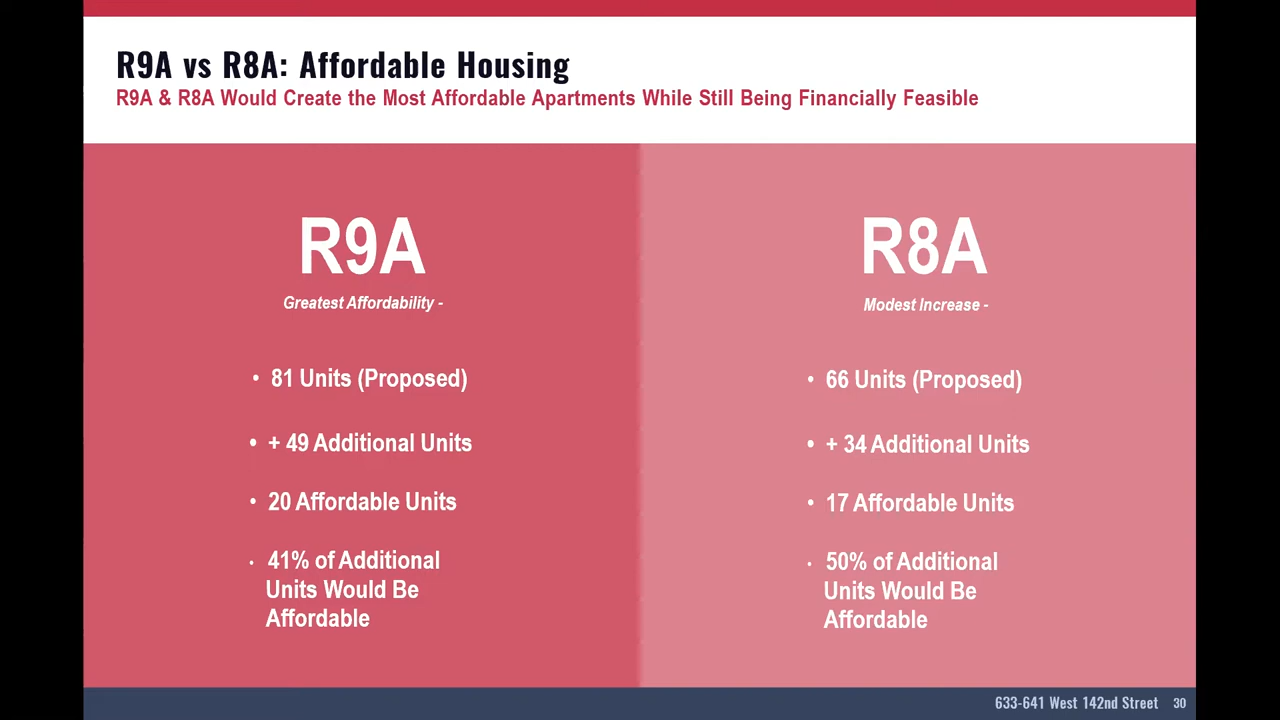 R9A vs R8A: Affordable Housing
R9A & R8A Would Create the Most Affordable Apartments While Still Being Financially Feasible
R9A
Greatest Affordability -
• 81 Units (Proposed)
• + 49 Additional Units
• 20 Affordable Units
• 41% of Additional
Units Would Be
Affordable
R8A
Modest Increase -
• 66 Units (Proposed)
• + 34 Additional Units
• 17 Affordable Units
• 50% of Additional
Units Would Be
Affordable
633-641 West 142nd Street 30